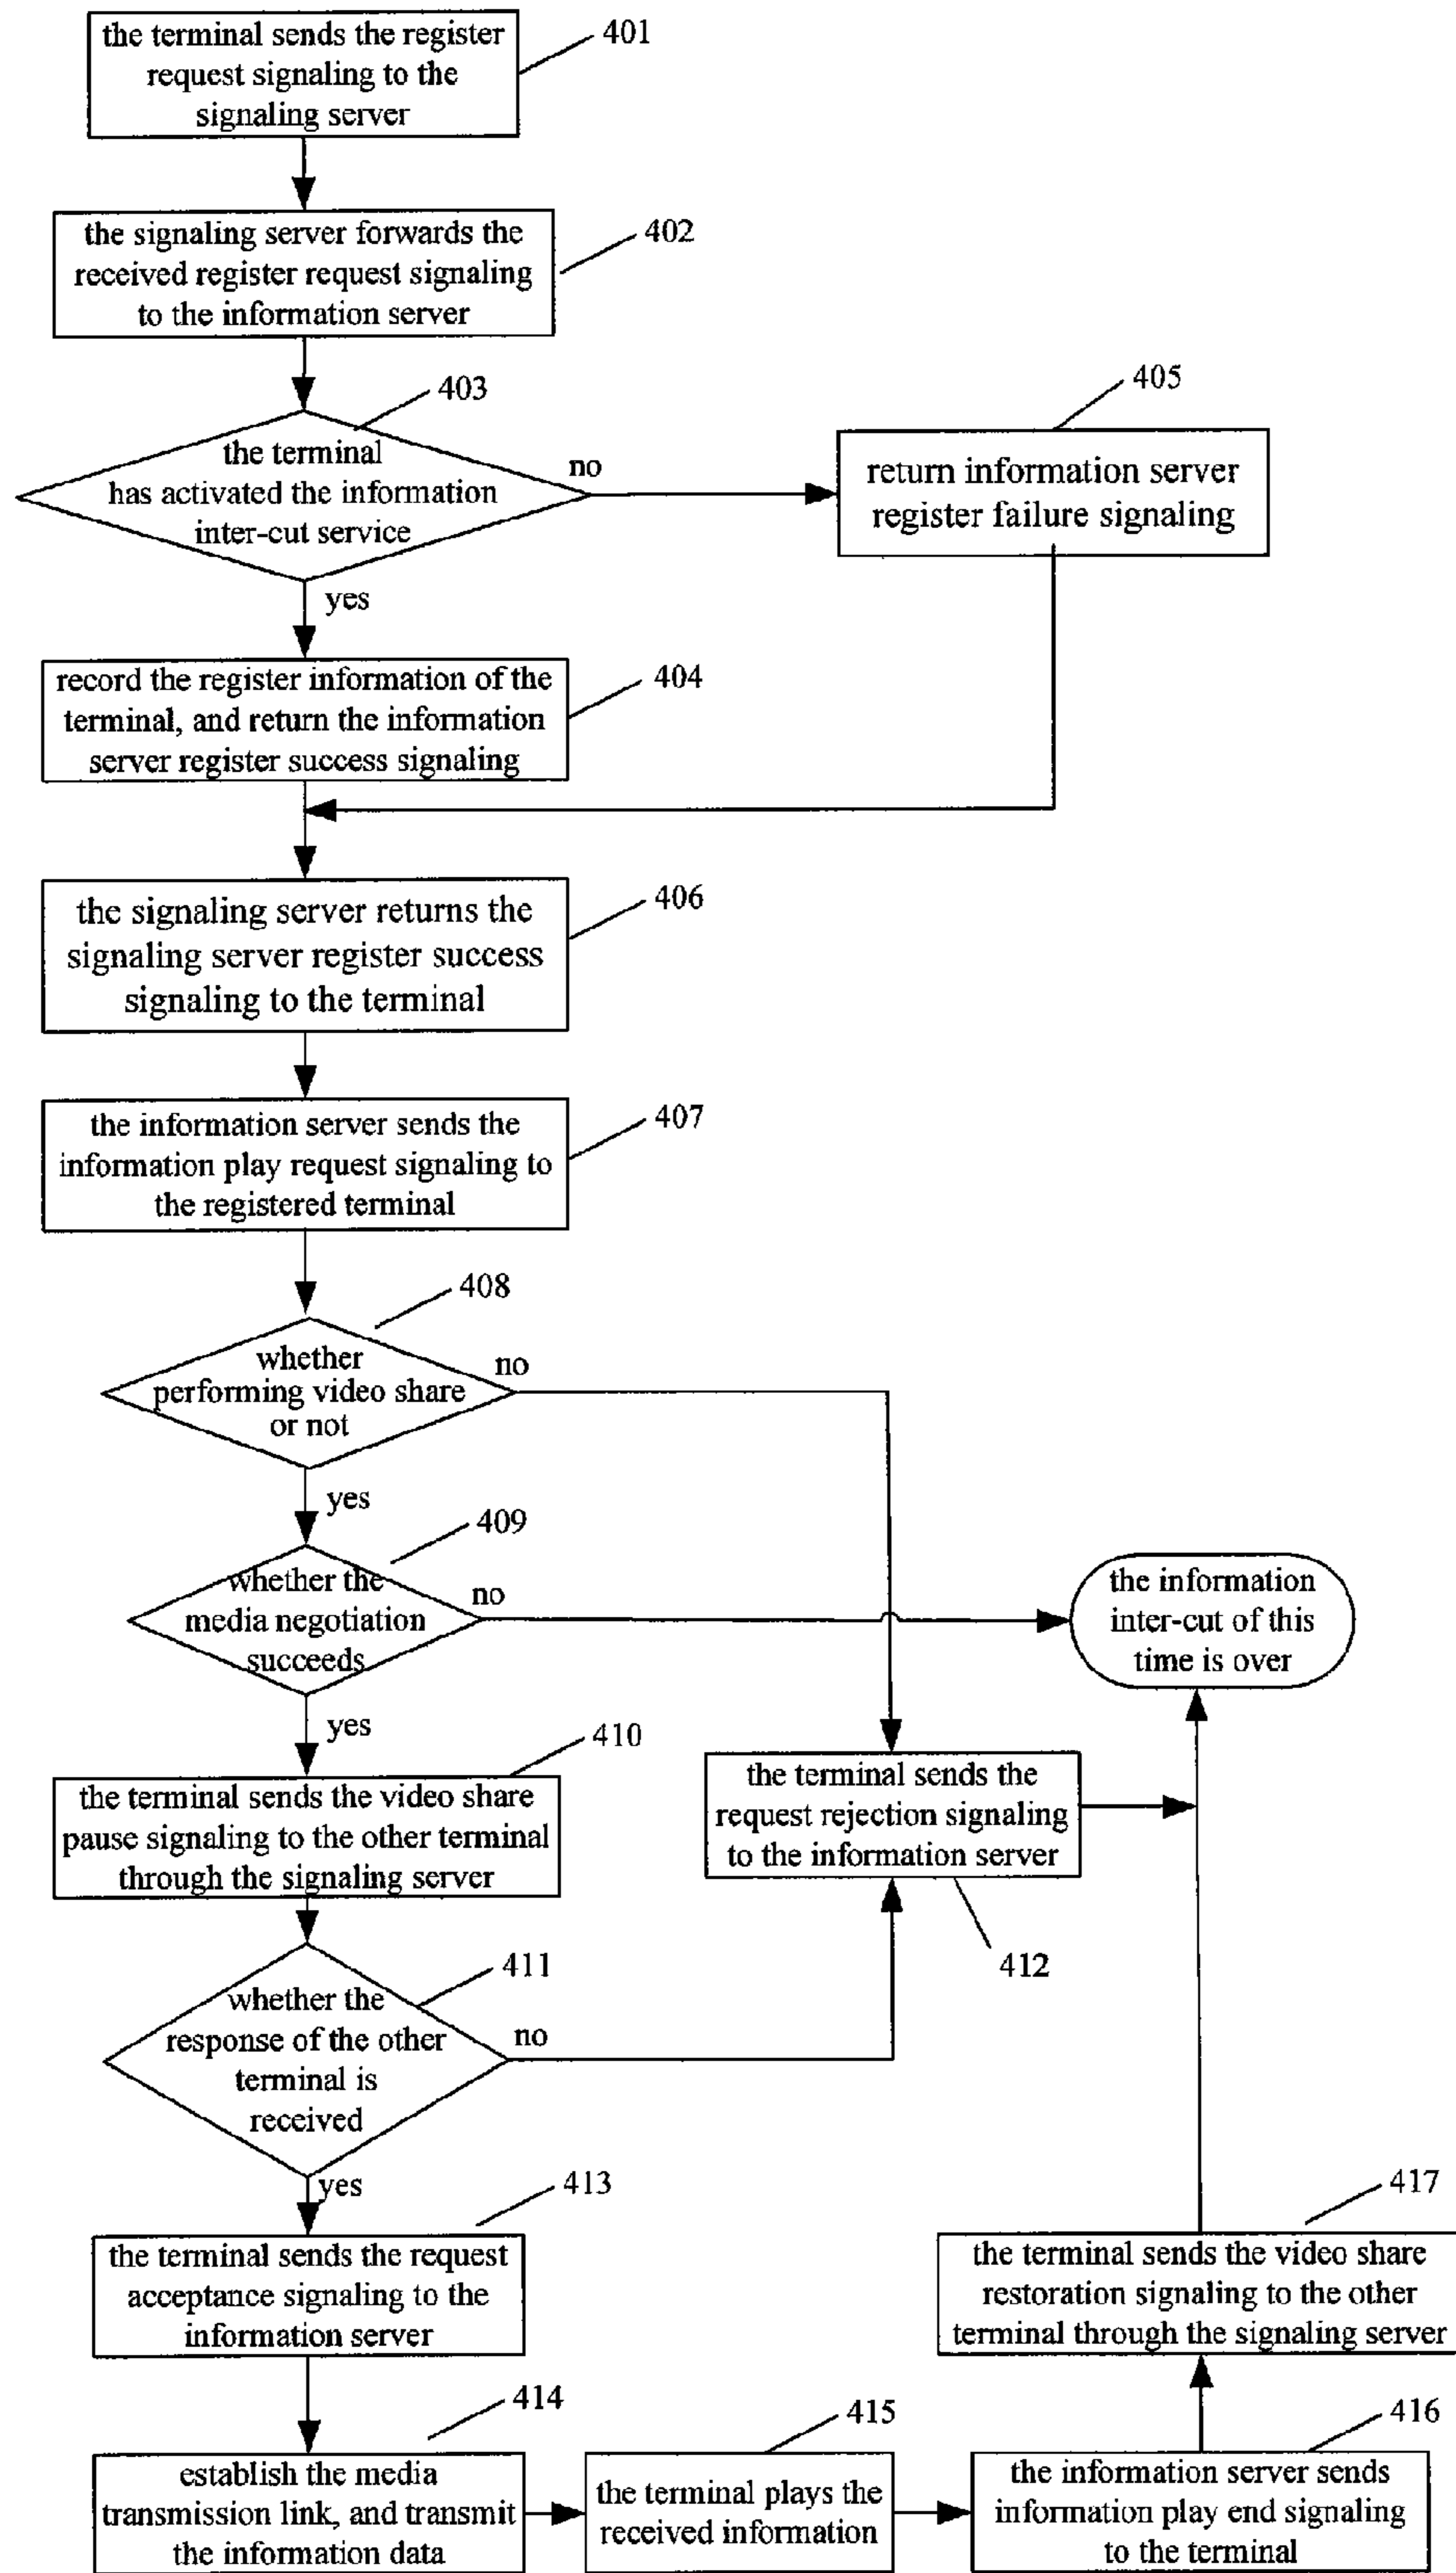 the terminal sends the register
request signaling to the
signaling server
401
the signaling server forwards the
received register request signaling
to the information server
402
403
the terminal
has activated the information
inter-cut service
no
yes
405
return information server
register failure signaling
record the register information of the
terminal, and return the information
server register success signaling
404
the signaling server returns the
signaling server register success
signaling to the terminal
406
the information server sends the
information play request signaling to
the registered terminal
407
408
whether
performing video share
or not
no
yes
409
whether the
media negotiation
succeeds
no
yes
the information
inter-cut of this
time is over
410
the terminal sends the video share
pause signaling to the other terminal
through the signaling server
the terminal sends the
request rejection signaling
to the information server
412
411
whether the
response of the other
terminal is
received
no
yes
413
the terminal sends the request
acceptance signaling to the
information server
417
the terminal sends the video share
restoration signaling to the other
terminal through the signaling server
414
establish the media
transmission link, and transmit
the information data
415
the terminal plays the
received information
416
the information server sends
information play end signaling
to the terminal